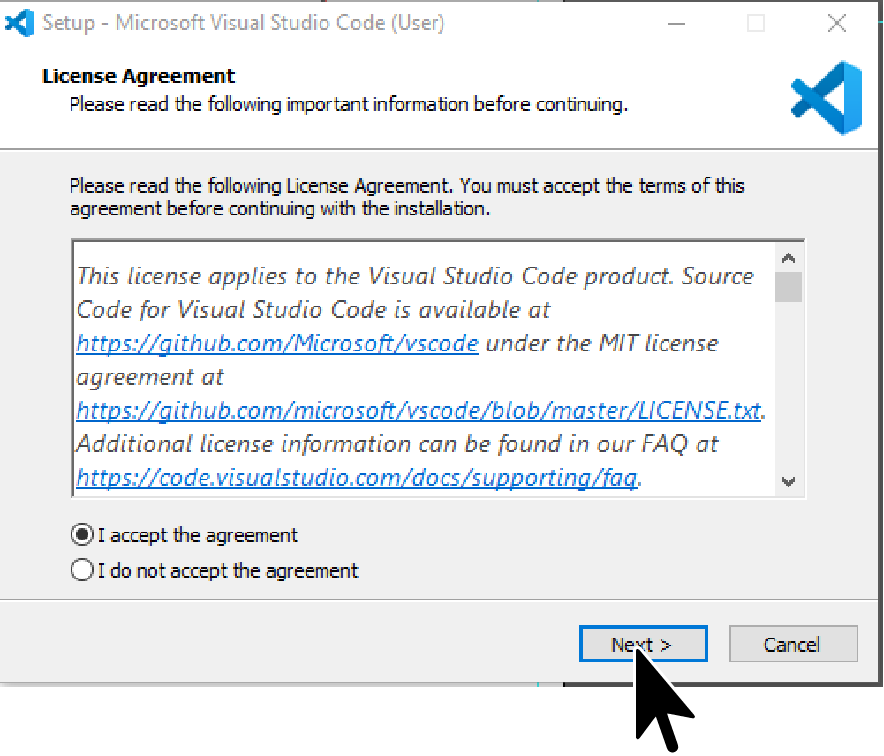 Setup - Microsoft Visual Studio Code (User)
License Agreement
Please read the following important information before continuing.
Please read the following License Agreement. You must accept the terms of this
agreement before continuing with the installation.
This license applies to the Visual Studio Code product. Source
Code for Visual Studio Code is available at
https://github.com/Microsoft/vscode under the MIT license
agreement at
https://github.com/microsoft/vscode/blob/master/LICENSE.txt.
Additional license information can be found in our FAQ at
https://code.visualstudio.com/docs/supporting/faq.
I accept the agreement
I do not accept the agreement
Next > Cancel